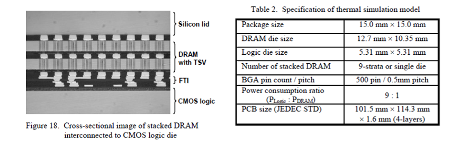 Silicon lid
DRAM
with TSV
FTI
CMOS logic
Figure 18. Cross-sectional image of stacked DRAM
interconnected to CMOS logic die
Table 2. Specification of thermal simulation model
Package size 15.0 mm × 15.0 mm
DRAM die size 12.7 mm × 10.35 mm
Logic die size 5.31 mm × 5.31 mm
Number of stacked DRAM 9-strata or single die
BGA pin count / pitch 500 pin / 0.5mm pitch
Power consumption ratio
(PLogic : PDRAM) 9 : 1
PCB size (JEDEC STD) 101.5 mm × 114.3 mm
× 1.6 mm (4-layers)